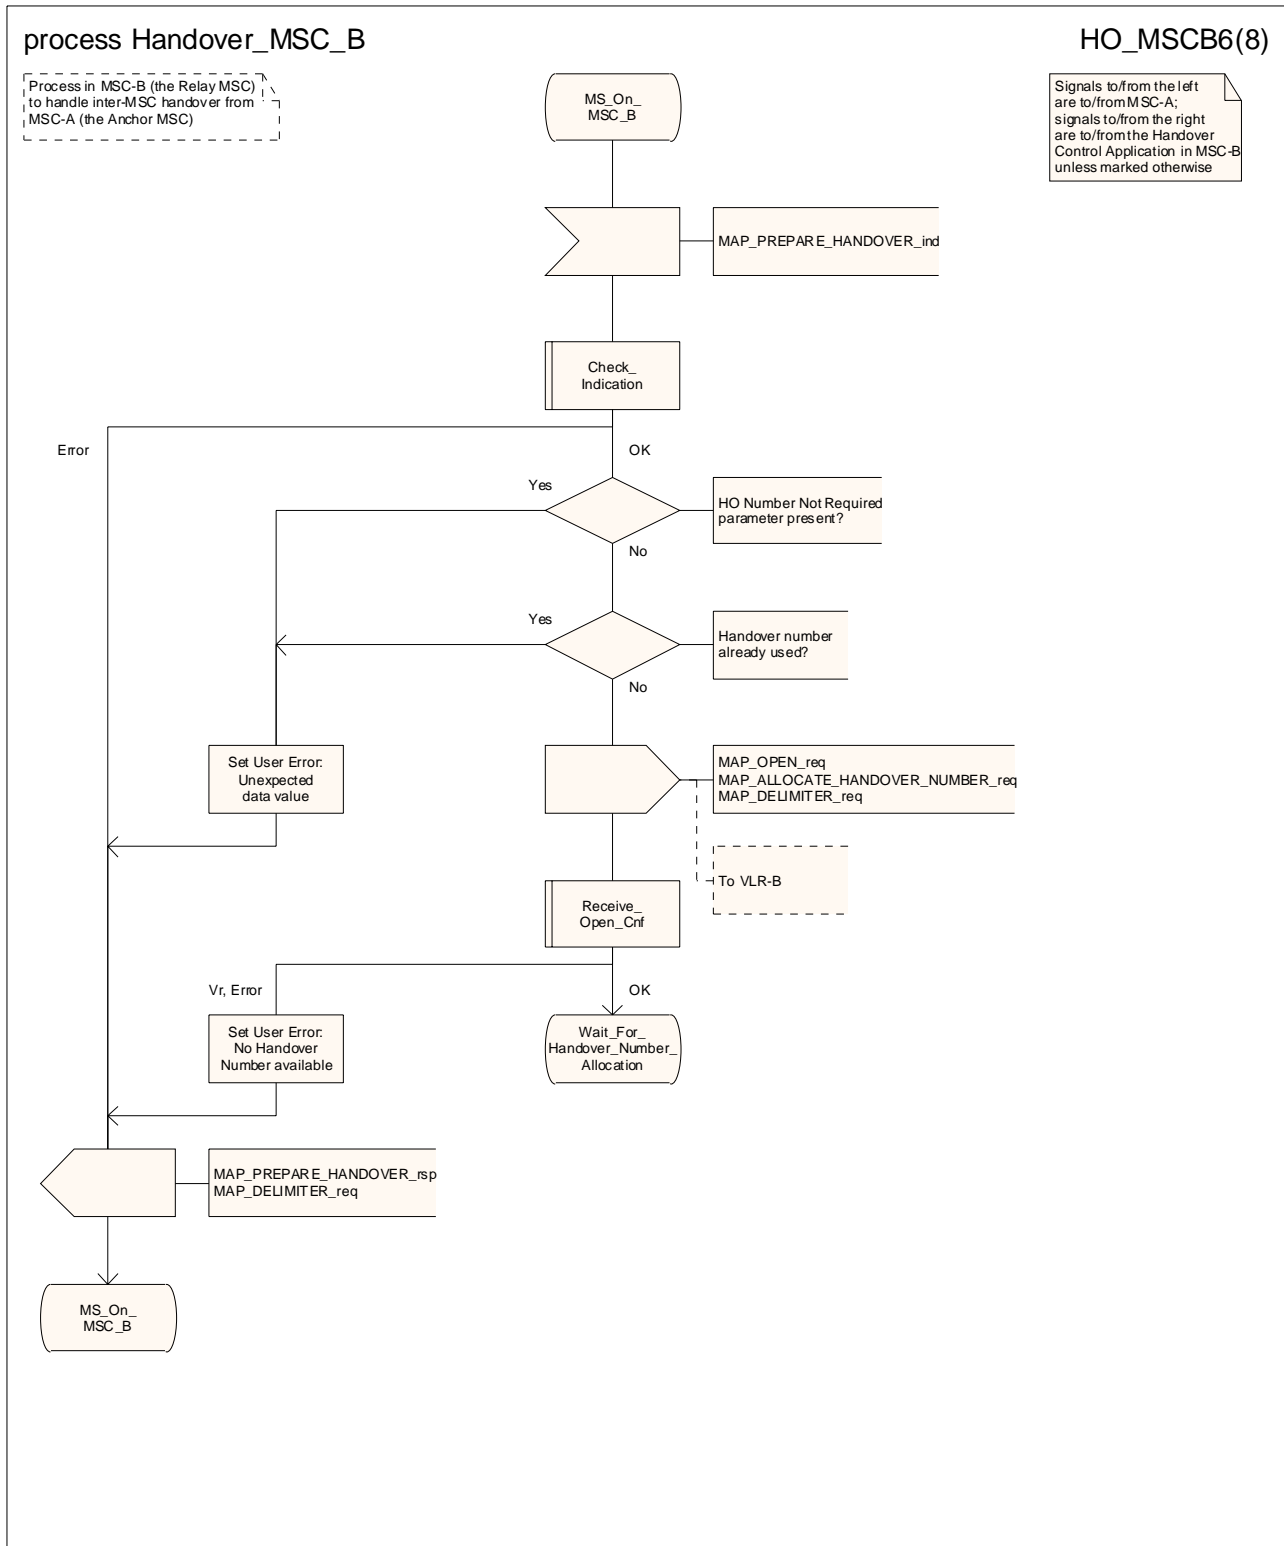 process Handover_MSC_B
HO_MSCB6(8)
Process in MSC-B (the Relay MSC)
to handle inter-MSC handover from
MSC-A (the Anchor MSC)
MS_On_
MSC_B
Signals to/from the left
are to/from MSC-A;
signals to/from the right
are to/from the Handover
Control Application in MSC-B
unless marked otherwise
MAP_PREPARE_HANDOVER_ind
Check_
Indication
Error
OK
Yes
HO Number Not Required
parameter present?
No
Yes
Handover number
already used?
No
Set User Error:
Unexpected
data value
MAP_OPEN_req
MAP_ALLOCATE_HANDOVER_NUMBER_req
MAP_DELIMITER_req
To VLR-B
Receive_
Open_Cnf
Vr, Error
OK
Set User Error:
No Handover
Number available
Wait_For_
Handover_Number_
Allocation
MAP_PREPARE_HANDOVER_rsp
MAP_DELIMITER_req
MS_On_
MSC_B